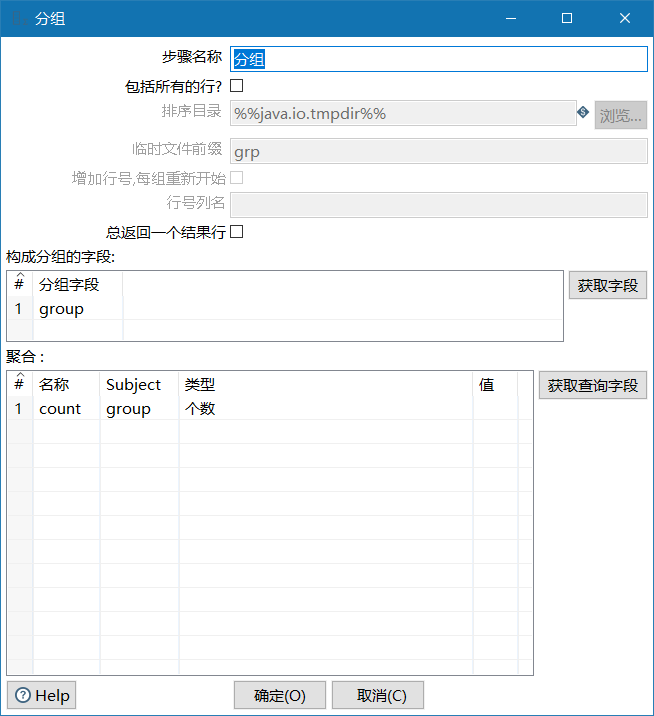 分组
步骤名称 分组
包括所有的行?
排序目录 %%java.io.tmpdir%% 浏览...
临时文件前缀 grp
增加行号,每组重新开始
行号列名
总返回一个结果行
构成分组的字段:
# 分组字段 获取字段
1 group
聚合 :
# 名称 Subject 类型 值 获取查询字段
1 count group 个数
Help 确定(O) 取消(C)